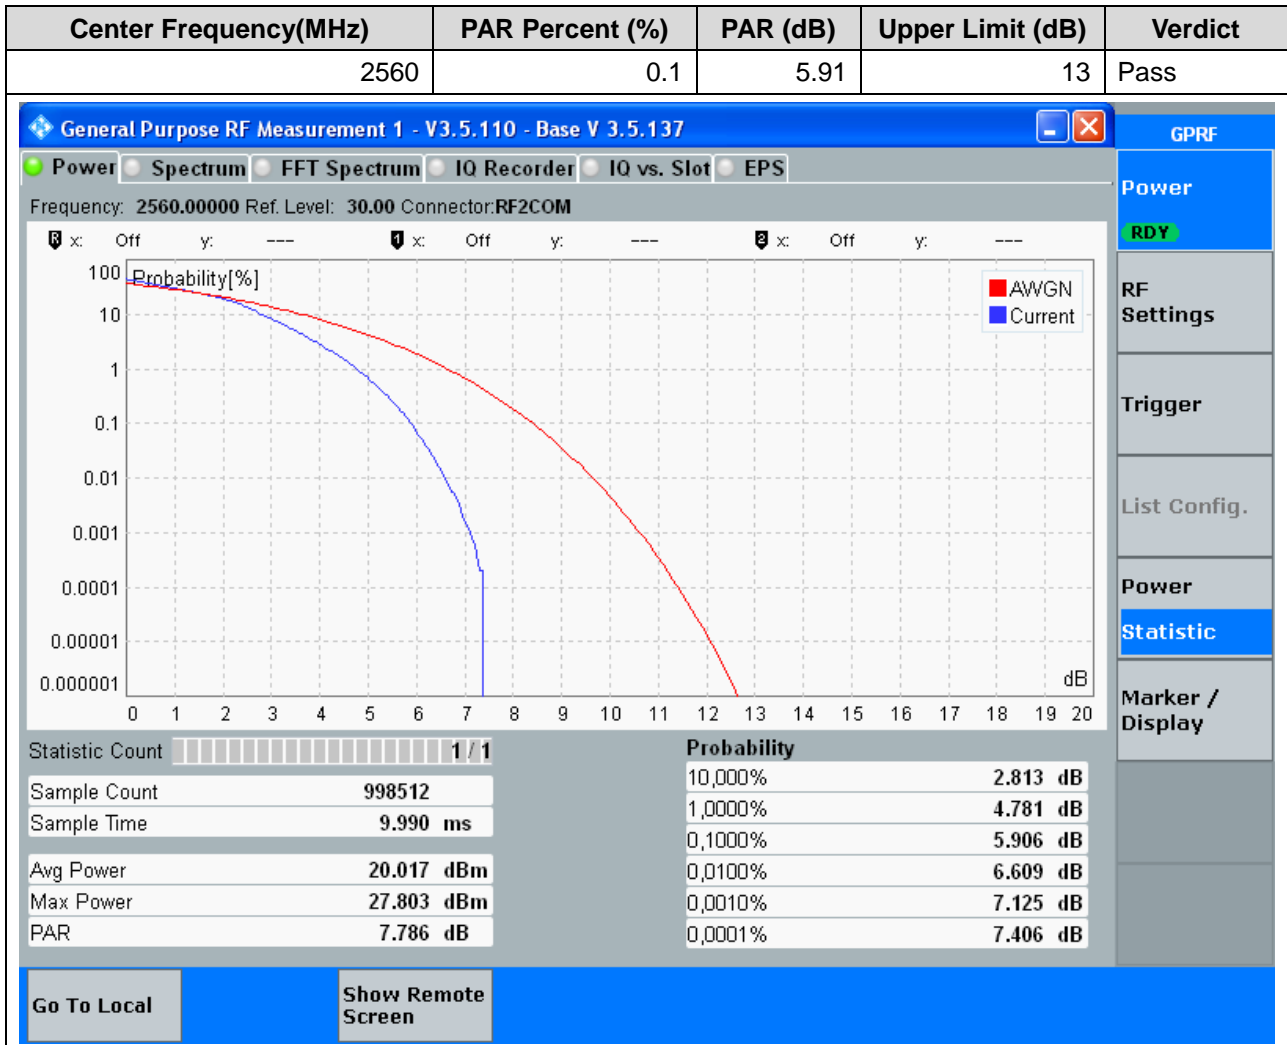 Center Frequency(MHz) PAR Percent (%) PAR (dB) Upper Limit (dB) Verdict
2560 0.1 5.91 13 Pass
General Purpose RF Measurement 1 - V3.5.110 - Base V 3.5.137
GPRF
Power Spectrum FFT Spectrum IQ Recorder IQ vs. Slot EPS
Power
RDY
Frequency: 2560.00000 Ref. Level: 30.00 Connector:RF2COM
R x: Off y: --- 1 x: Off y: --- 2 x: Off y: ---
Probability[%]
AWGN
Current
100
10
1
0.1
0.01
0.001
0.0001
0.00001
0.000001
dB
0 1 2 3 4 5 6 7 8 9 10 11 12 13 14 15 16 17 18 19 20
RF
Settings
Trigger
List Config.
Power
Statistic
Marker /
Display
Statistic Count 1 / 1
Sample Count 998512
Sample Time 9.990 ms
Avg Power 20.017 dBm
Max Power 27.803 dBm
PAR 7.786 dB
Probability
10,000% 2.813 dB
1,0000% 4.781 dB
0,1000% 5.906 dB
0,0100% 6.609 dB
0,0010% 7.125 dB
0,0001% 7.406 dB
Go To Local
Show Remote
Screen